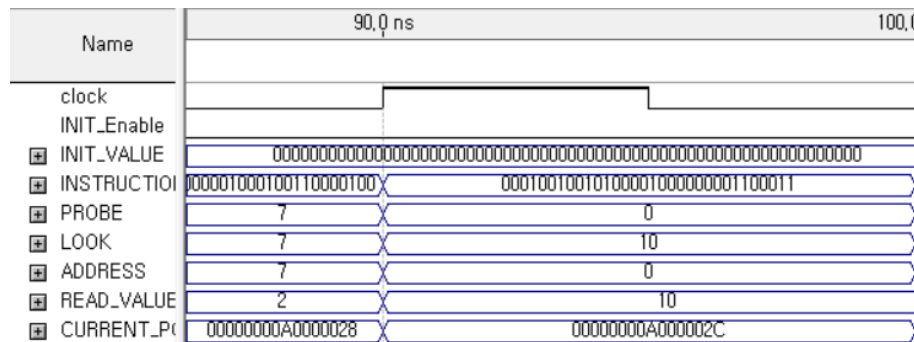 Name
90.0 ns
100.
clock
INIT_Enable
INIT_VALUE 0000000000000000000000000000000000000000000000000000000000000000
INSTRUCTIO 00001000100110000100 00010010010100001000000001100011
PROBE 7 0
LOOK 7 10
ADDRESS 7 0
READ_VALUE 2 10
CURRENT_P 00000000A0000028 00000000A000002C